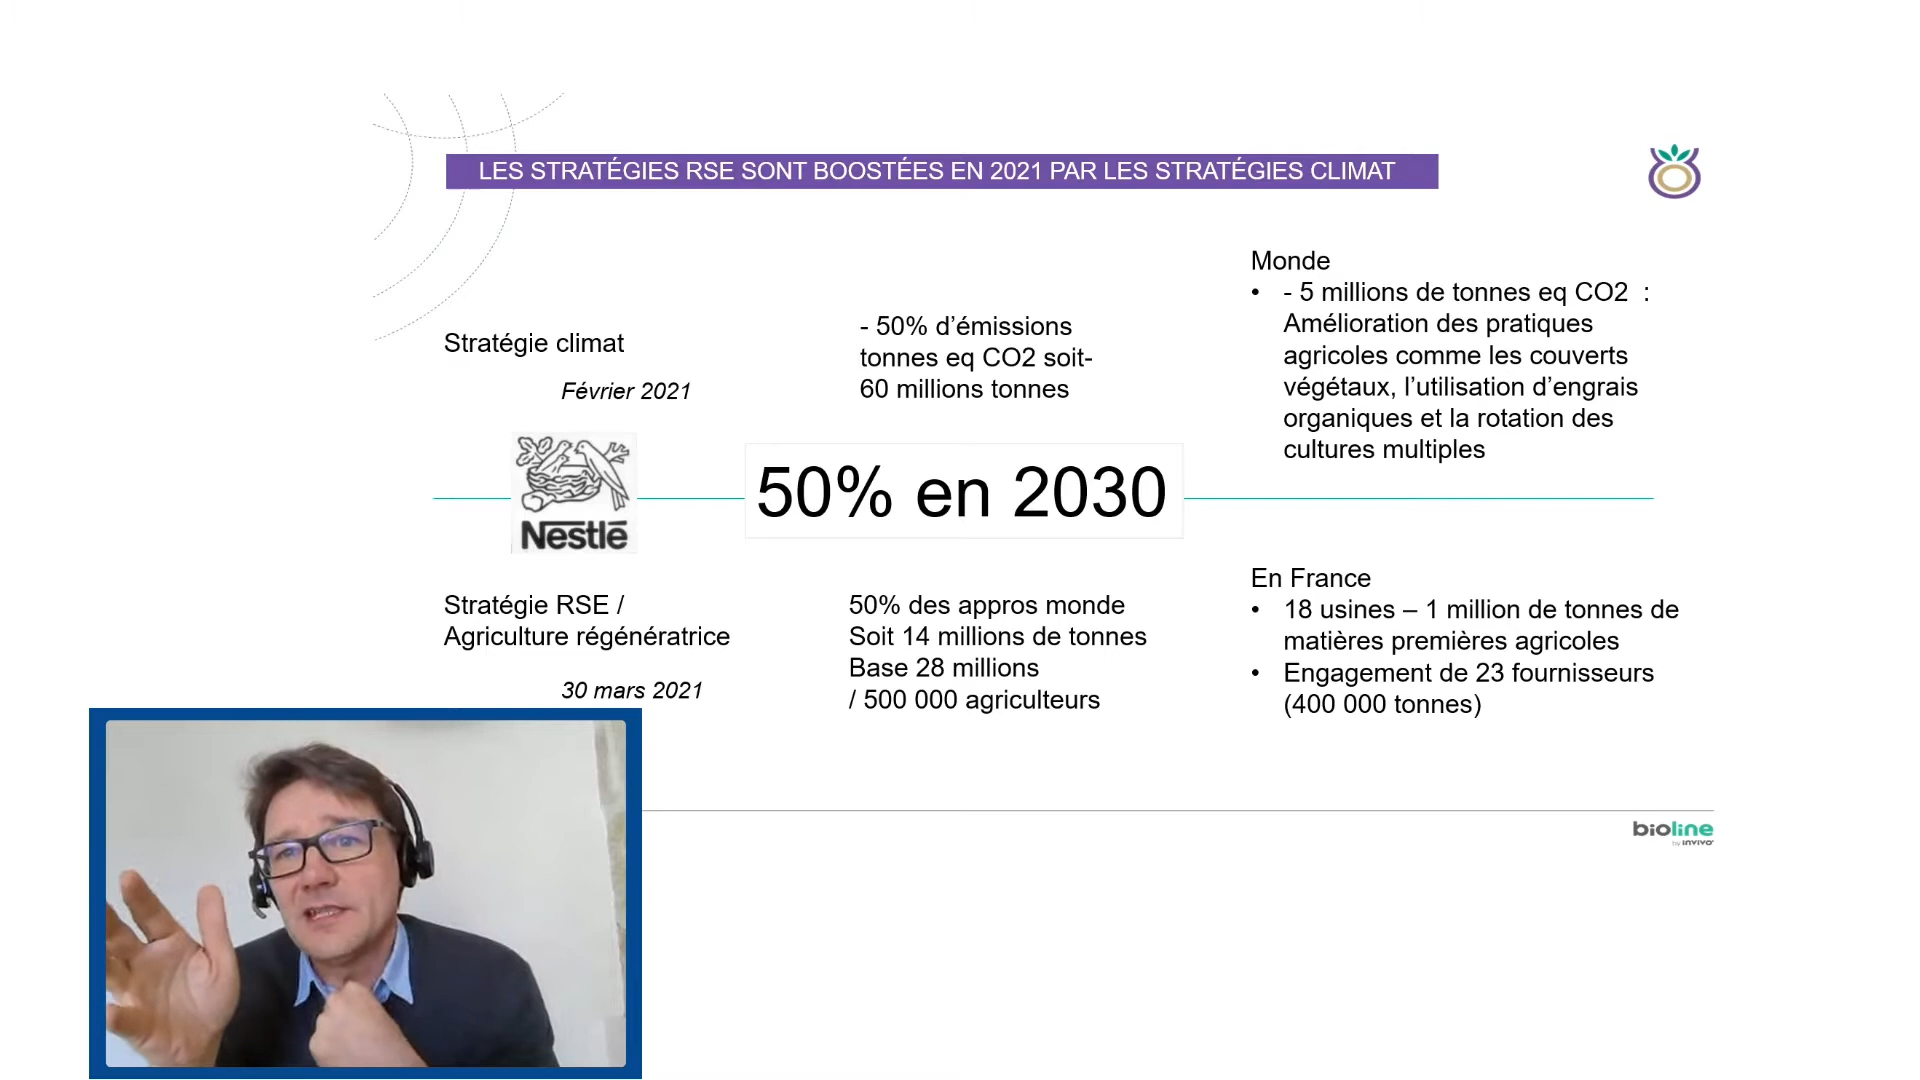 LES STRATÉGIES RSE SONT BOOSTÉES EN 2021 PAR LES STRATÉGIES CLIMAT
Stratégie climat
Février 2021
- 50% d’émissions
tonnes eq CO2 soit-
60 millions tonnes
Monde
• - 5 millions de tonnes eq CO2  :
Amélioration des pratiques
agricoles comme les couverts
végétaux, l’utilisation d’engrais
organiques et la rotation des
cultures multiples
Nestlé
50% en 2030
Stratégie RSE /
Agriculture régénératrice
30 mars 2021
50% des appros monde
Soit 14 millions de tonnes
Base 28 millions
/ 500 000 agriculteurs
En France
• 18 usines – 1 million de tonnes de
matières premières agricoles
• Engagement de 23 fournisseurs
(400 000 tonnes)
bioline
by invivo